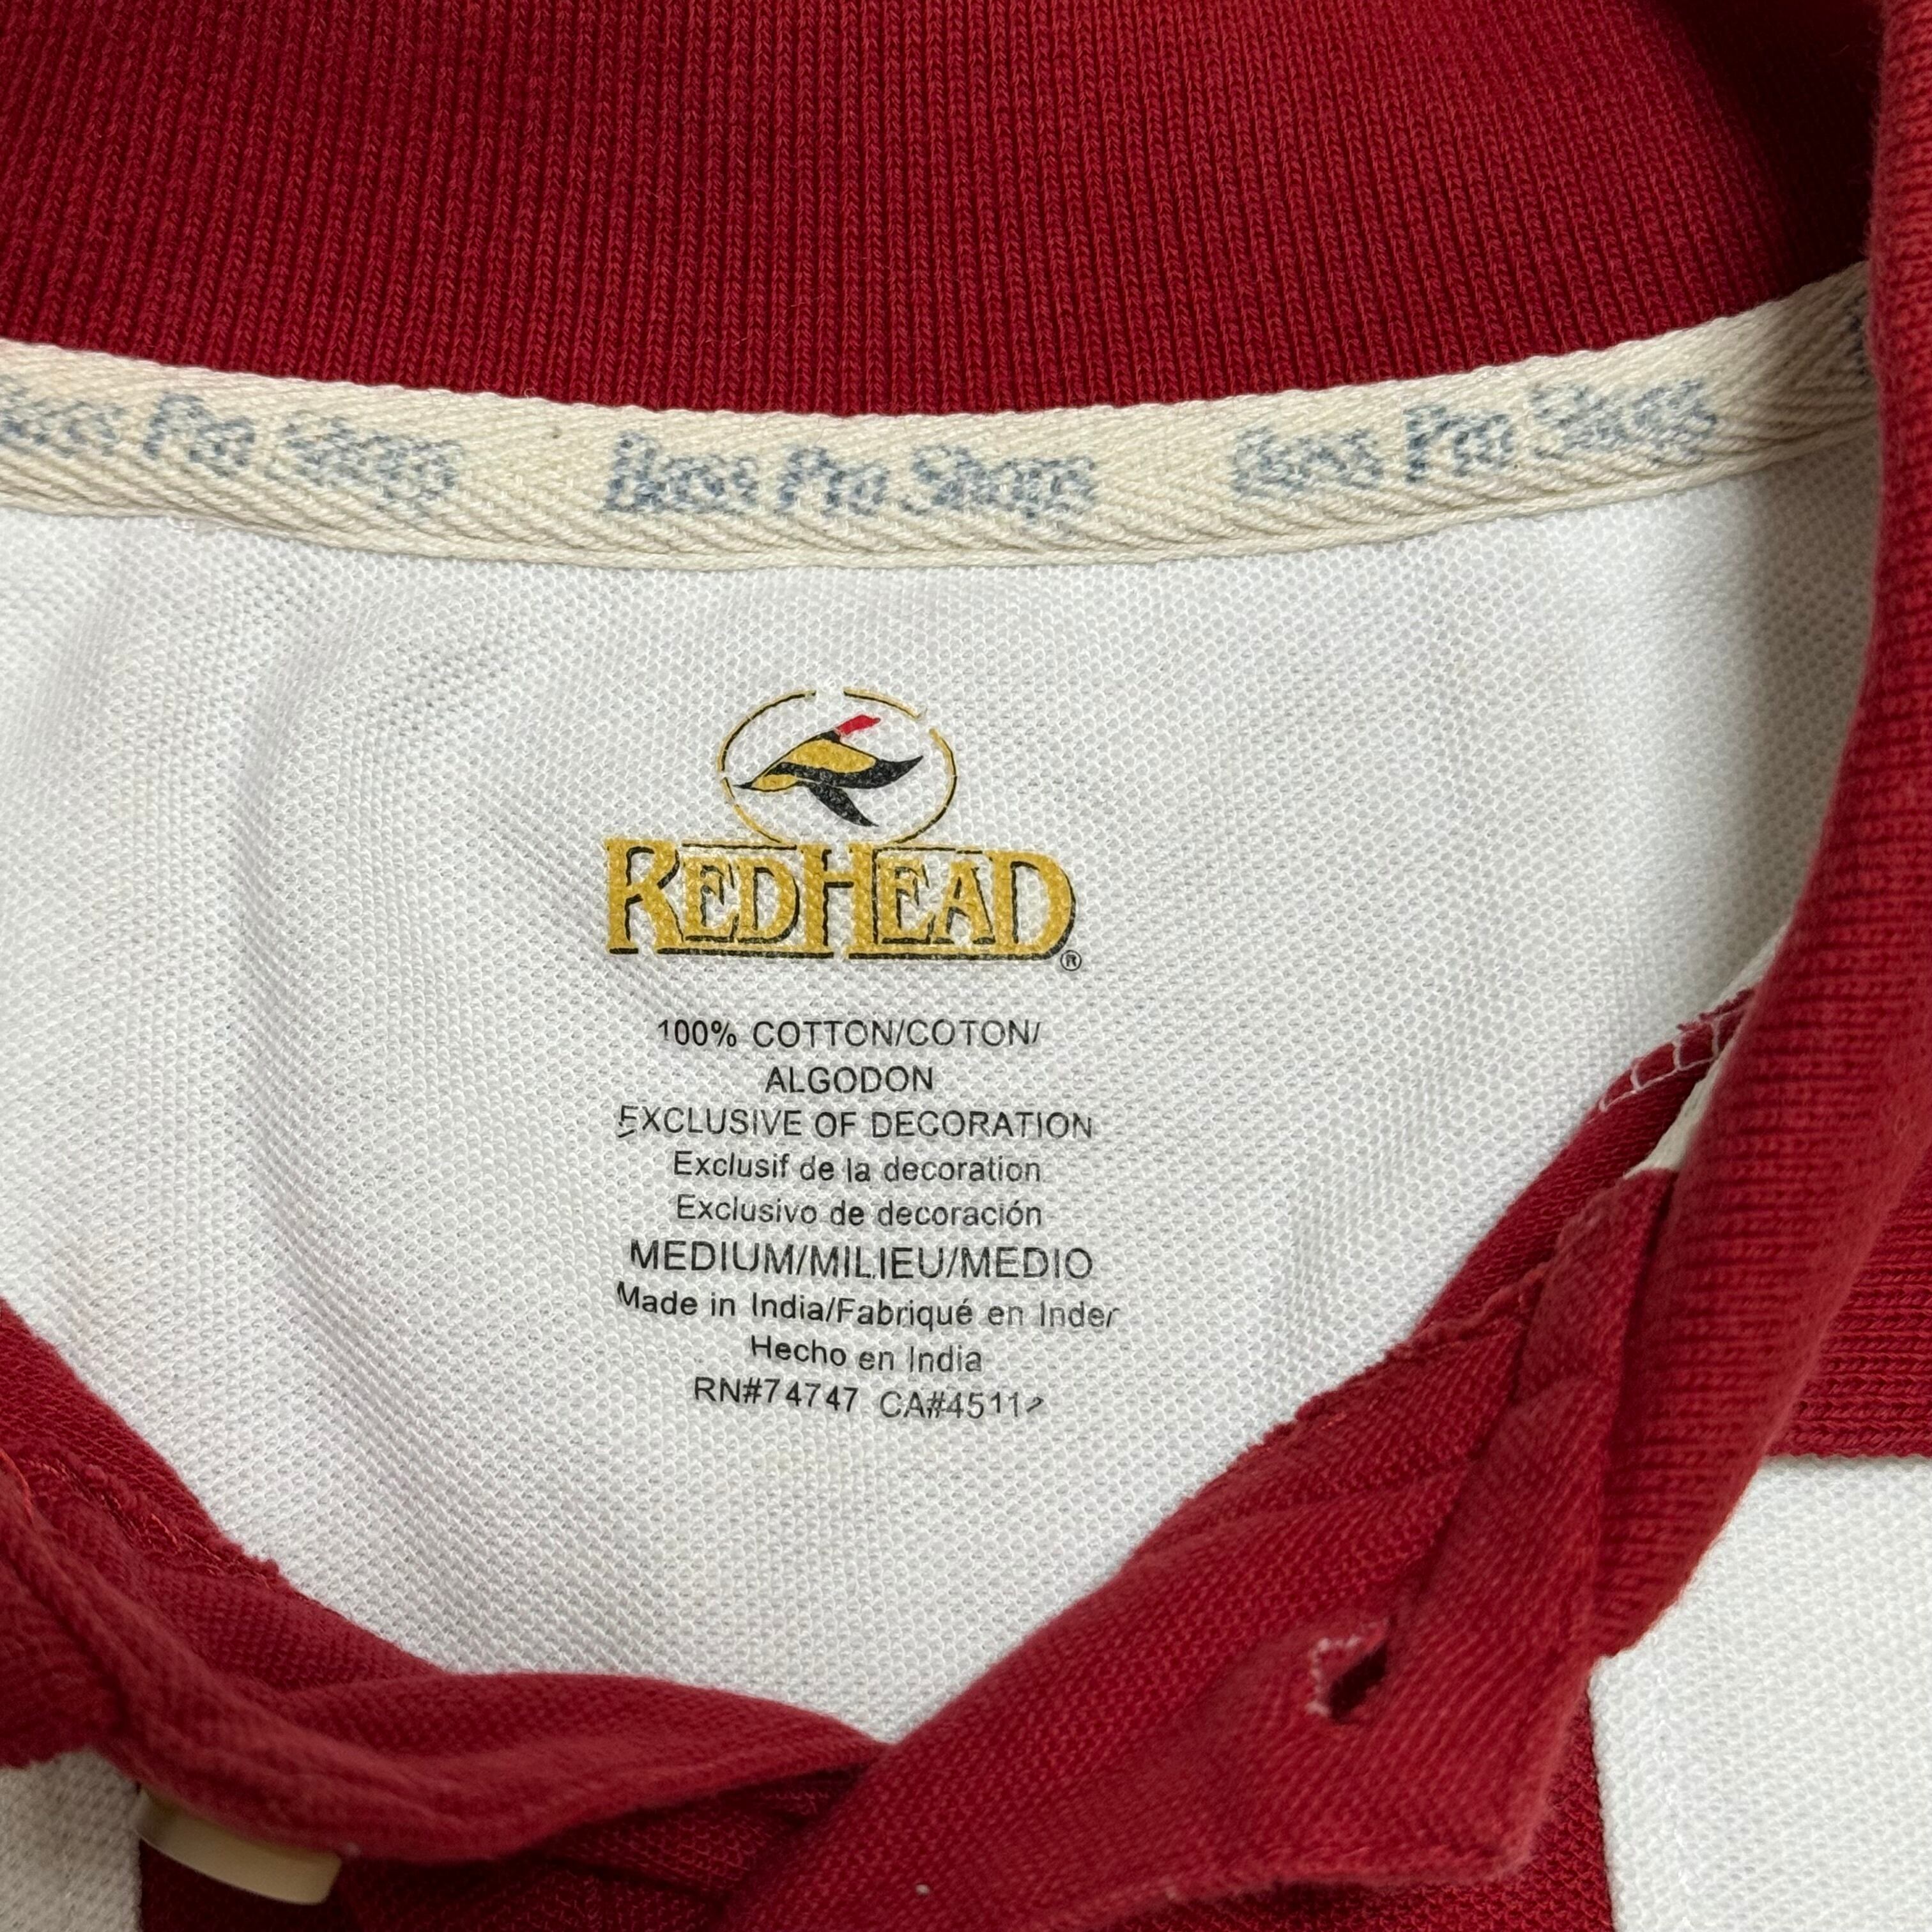 Bass Pro Shops Bass Pro Shops Bass Pro Shops
REDHEAD®
100% COTTON/COTON/
ALGODON
EXCLUSIVE OF DECORATION
Exclusif de la decoration
Exclusivo de decoración
MEDIUM/MILIEU/MEDIO
Made in India/Fabriqué en Inder
Hecho en India
RN#74747 CA#45112